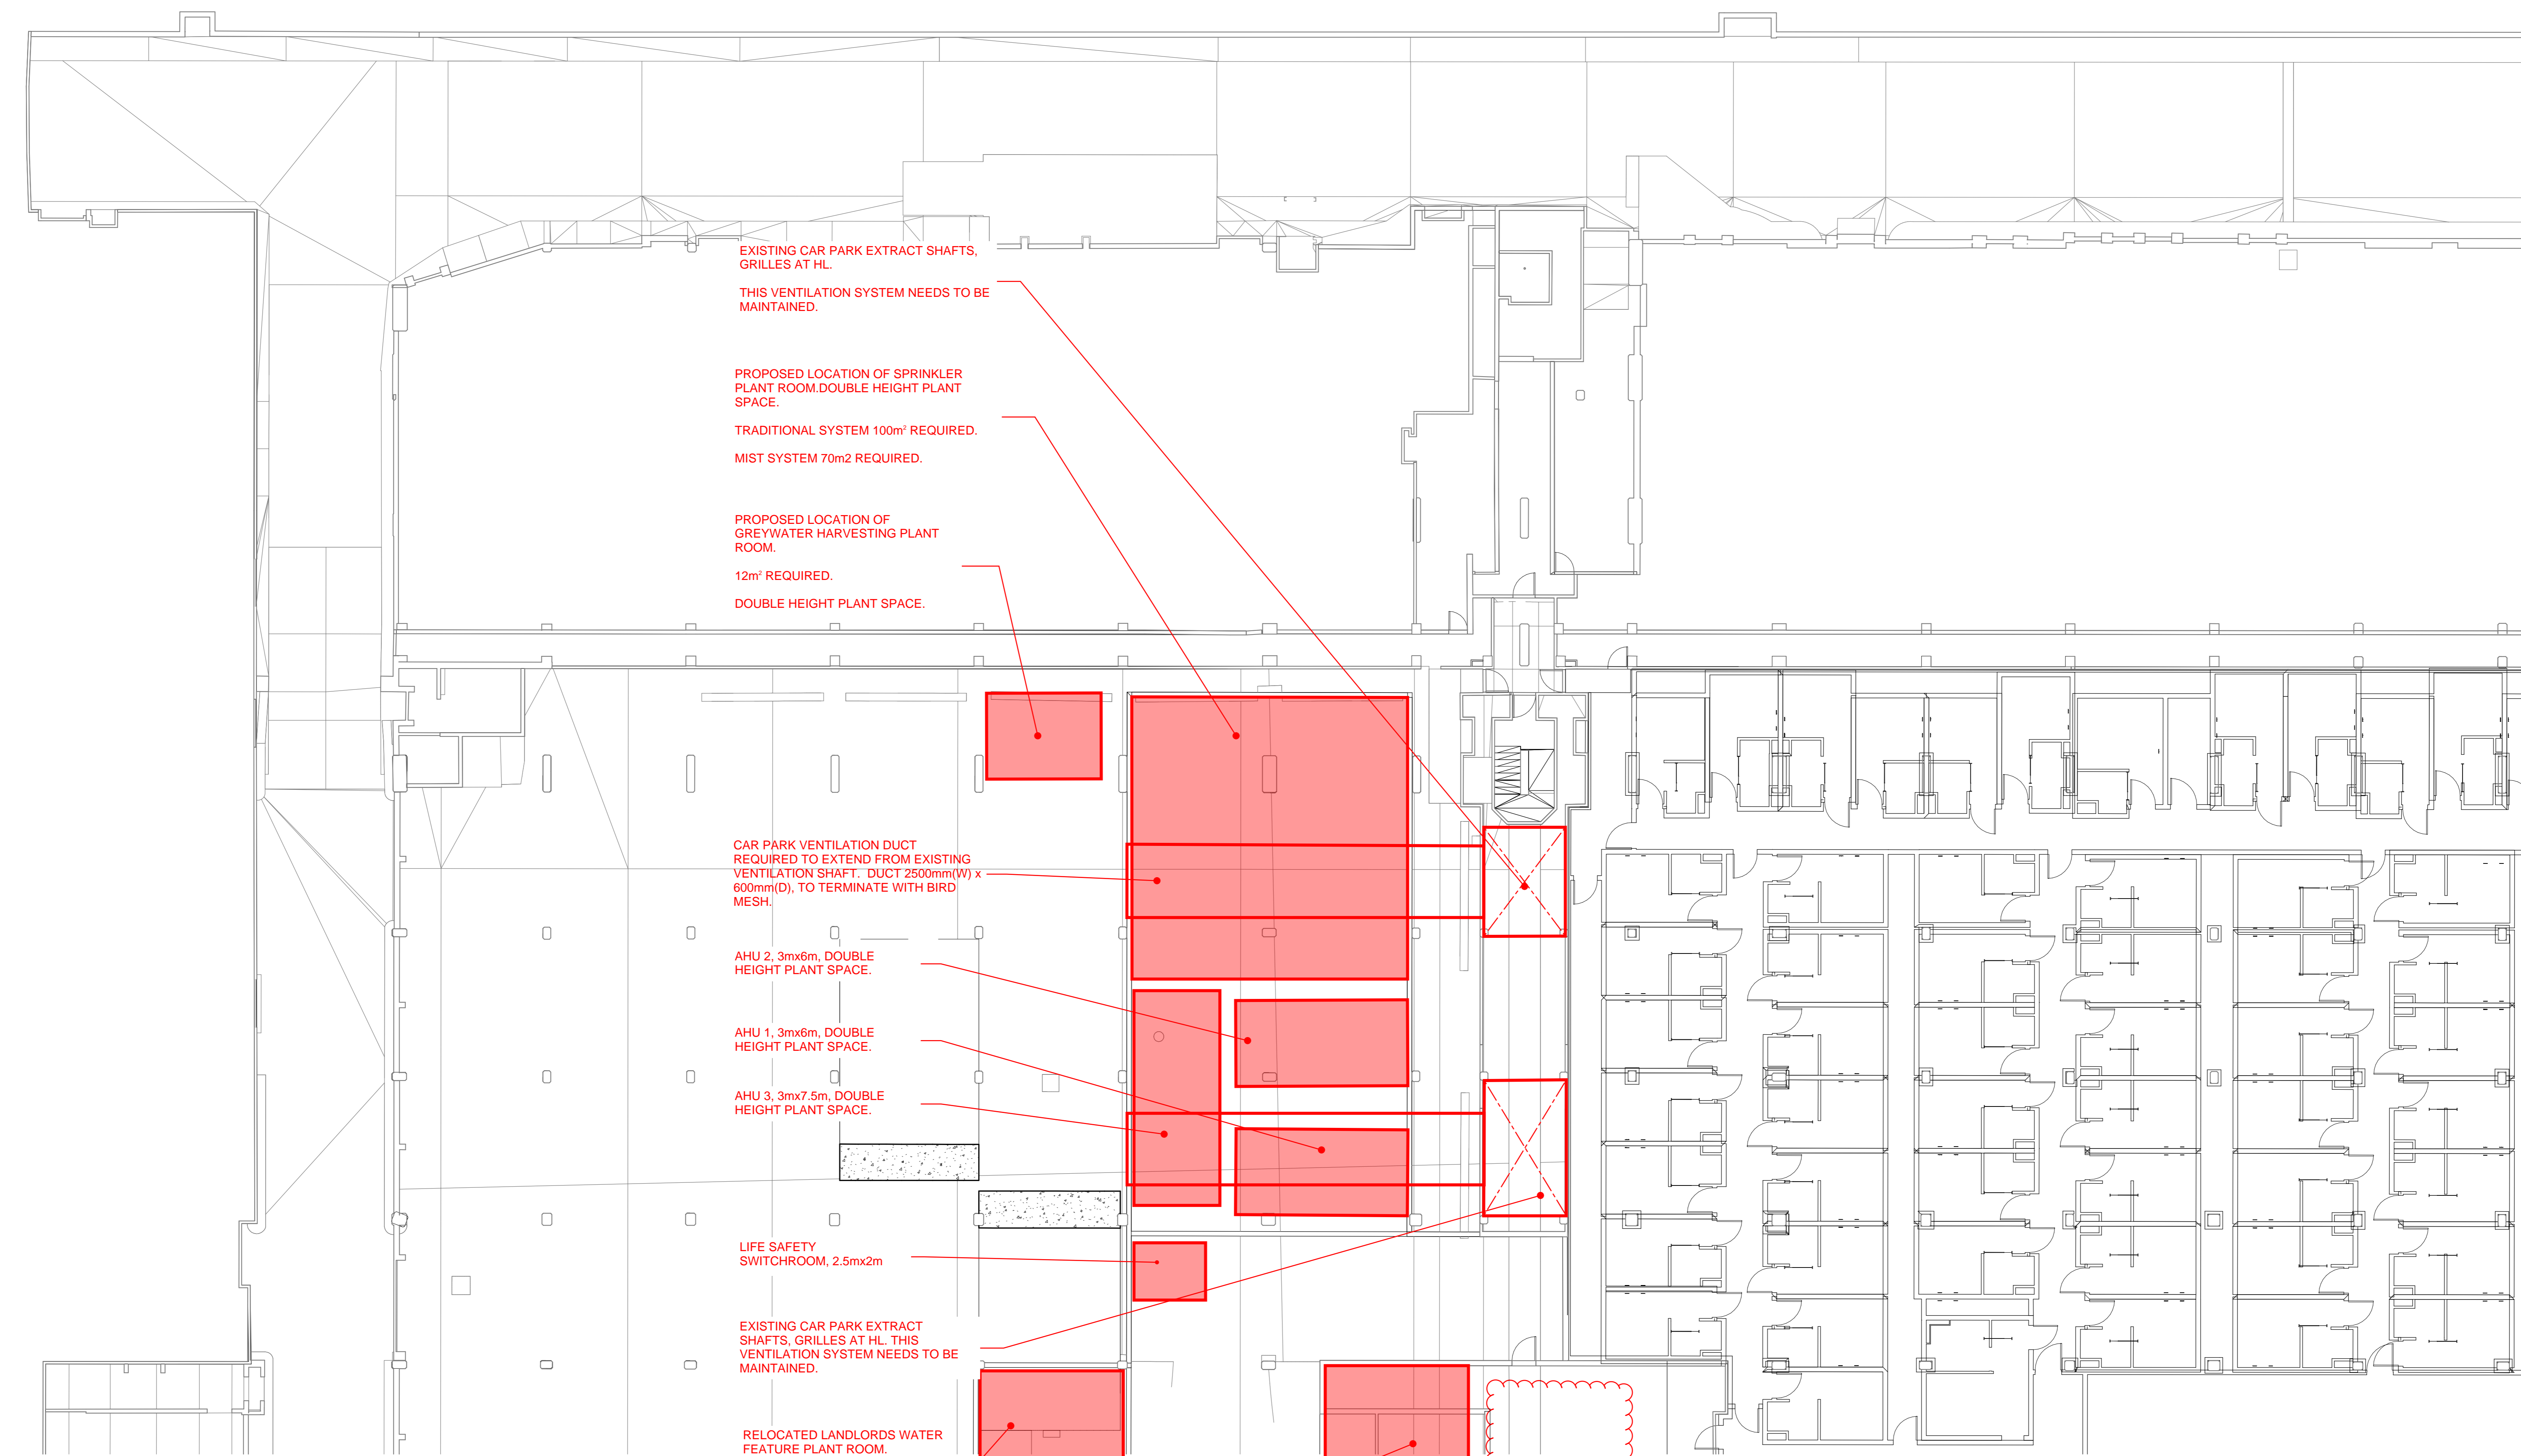 EXISTING CAR PARK EXTRACT SHAFTS,
GRILLES AT HL.
THIS VENTILATION SYSTEM NEEDS TO BE
MAINTAINED.
PROPOSED LOCATION OF SPRINKLER
PLANT ROOM.DOUBLE HEIGHT PLANT
SPACE.
TRADITIONAL SYSTEM 100m² REQUIRED.
MIST SYSTEM 70m2 REQUIRED.
PROPOSED LOCATION OF
GREYWATER HARVESTING PLANT
ROOM.
12m² REQUIRED.
DOUBLE HEIGHT PLANT SPACE.
CAR PARK VENTILATION DUCT
REQUIRED TO EXTEND FROM EXISTING
VENTILATION SHAFT. DUCT 2500mm(W) x
600mm(D), TO TERMINATE WITH BIRD
MESH.
AHU 2, 3mx6m, DOUBLE
HEIGHT PLANT SPACE.
AHU 1, 3mx6m, DOUBLE
HEIGHT PLANT SPACE.
AHU 3, 3mx7.5m, DOUBLE
HEIGHT PLANT SPACE.
LIFE SAFETY
SWITCHROOM, 2.5mx2m
EXISTING CAR PARK EXTRACT
SHAFTS, GRILLES AT HL. THIS
VENTILATION SYSTEM NEEDS TO BE
MAINTAINED.
RELOCATED LANDLORDS WATER
FEATURE PLANT ROOM.